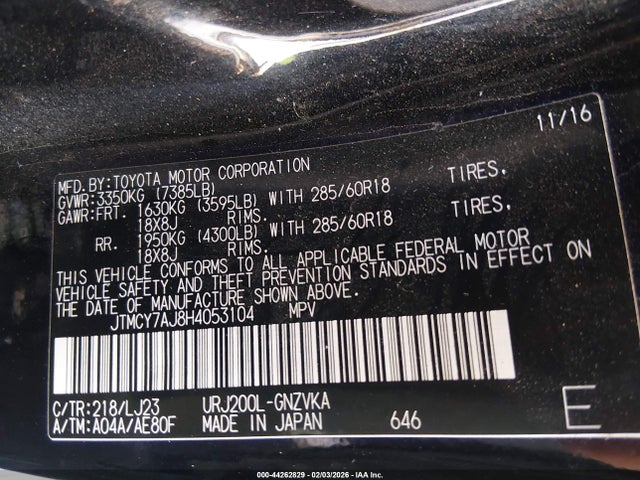 11/16
MFD.BY:TOYOTA MOTOR CORPORATION
GVWR:3350KG (7385LB)
GAWR:FRT. 1630KG (3595LB) WITH 285/60R18 TIRES.
18X8J RIMS.
RR. 1950KG (4300LB) WITH 285/60R18 TIRES,
18X8J RIMS.
THIS VEHICLE CONFORMS TO ALL APPLICABLE FEDERAL MOTOR
VEHICLE SAFETY AND THEFT PREVENTION STANDARDS IN EFFECT ON
THE DATE OF MANUFACTURE SHOWN ABOVE.
JTMCY7AJ8H4053104 MPV
C/TR:218/LJ23 URJ200L-GNZVKA
A/TM:A04A/AE80F MADE IN JAPAN 646 E
000-44262829 - 02/03/2026 - IAA Inc.